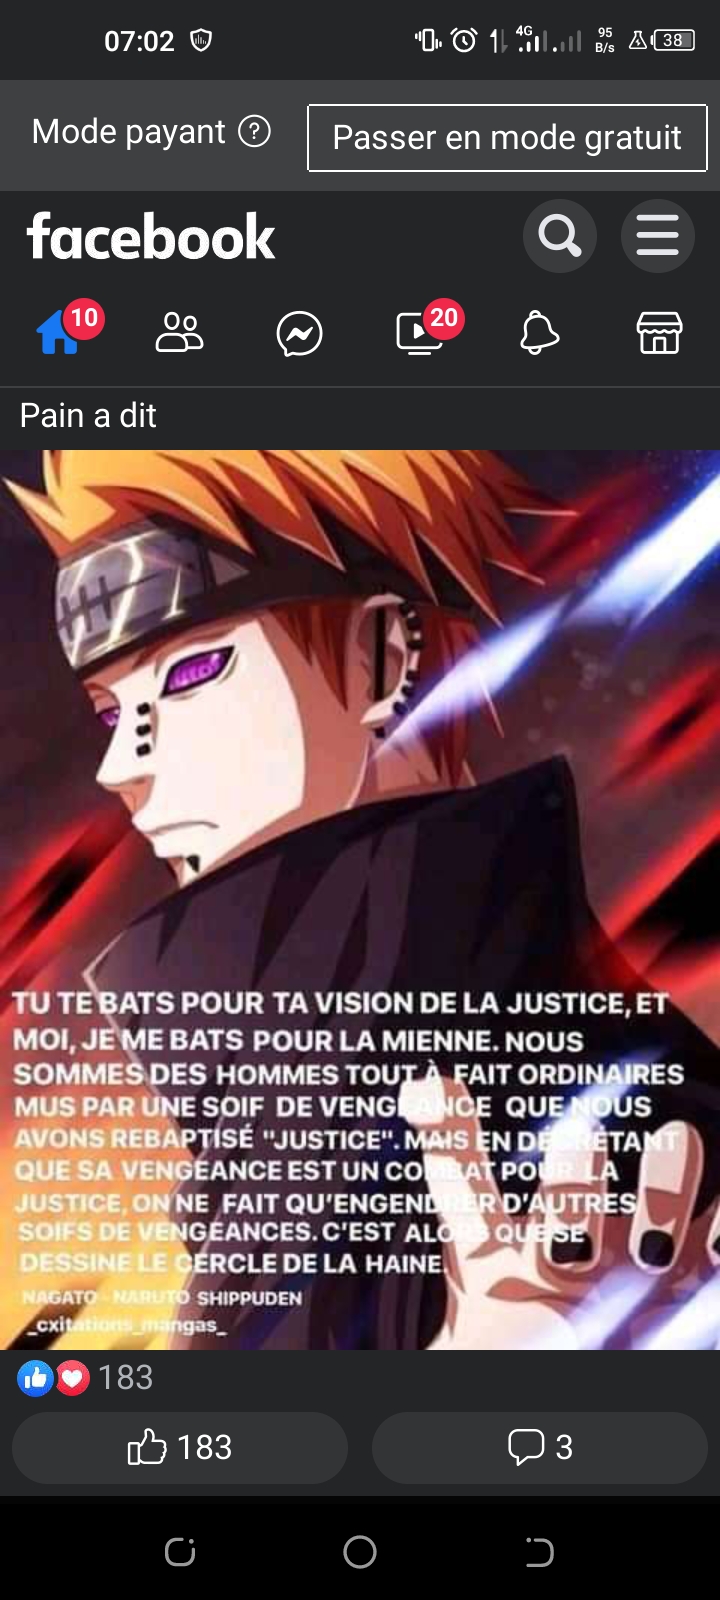 07:02
4G
95
B/s
38
Mode payant ?
Passer en mode gratuit
facebook
10
20
Pain a dit
TU TE BATS POUR TA VISION DE LA JUSTICE, ET
MOI, JE ME BATS POUR LA MIENNE. NOUS
SOMMES DES HOMMES TOUT À FAIT ORDINAIRES
MUS PAR UNE SOIF DE VENGEANCE QUE NOUS
AVONS REBAPTISÉ "JUSTICE". MAIS EN DÉCRÉTANT
QUE SA VENGEANCE EST UN COMBAT POUR LA
JUSTICE, ON NE FAIT QU'ENGENDRER D'AUTRES
SOIFS DE VENGEANCES. C'EST ALORS QUE SE
DESSINE LE CERCLE DE LA HAINE.
NAGATO - NARUTO SHIPPUDEN
_cxitations_mangas_
183
183
3